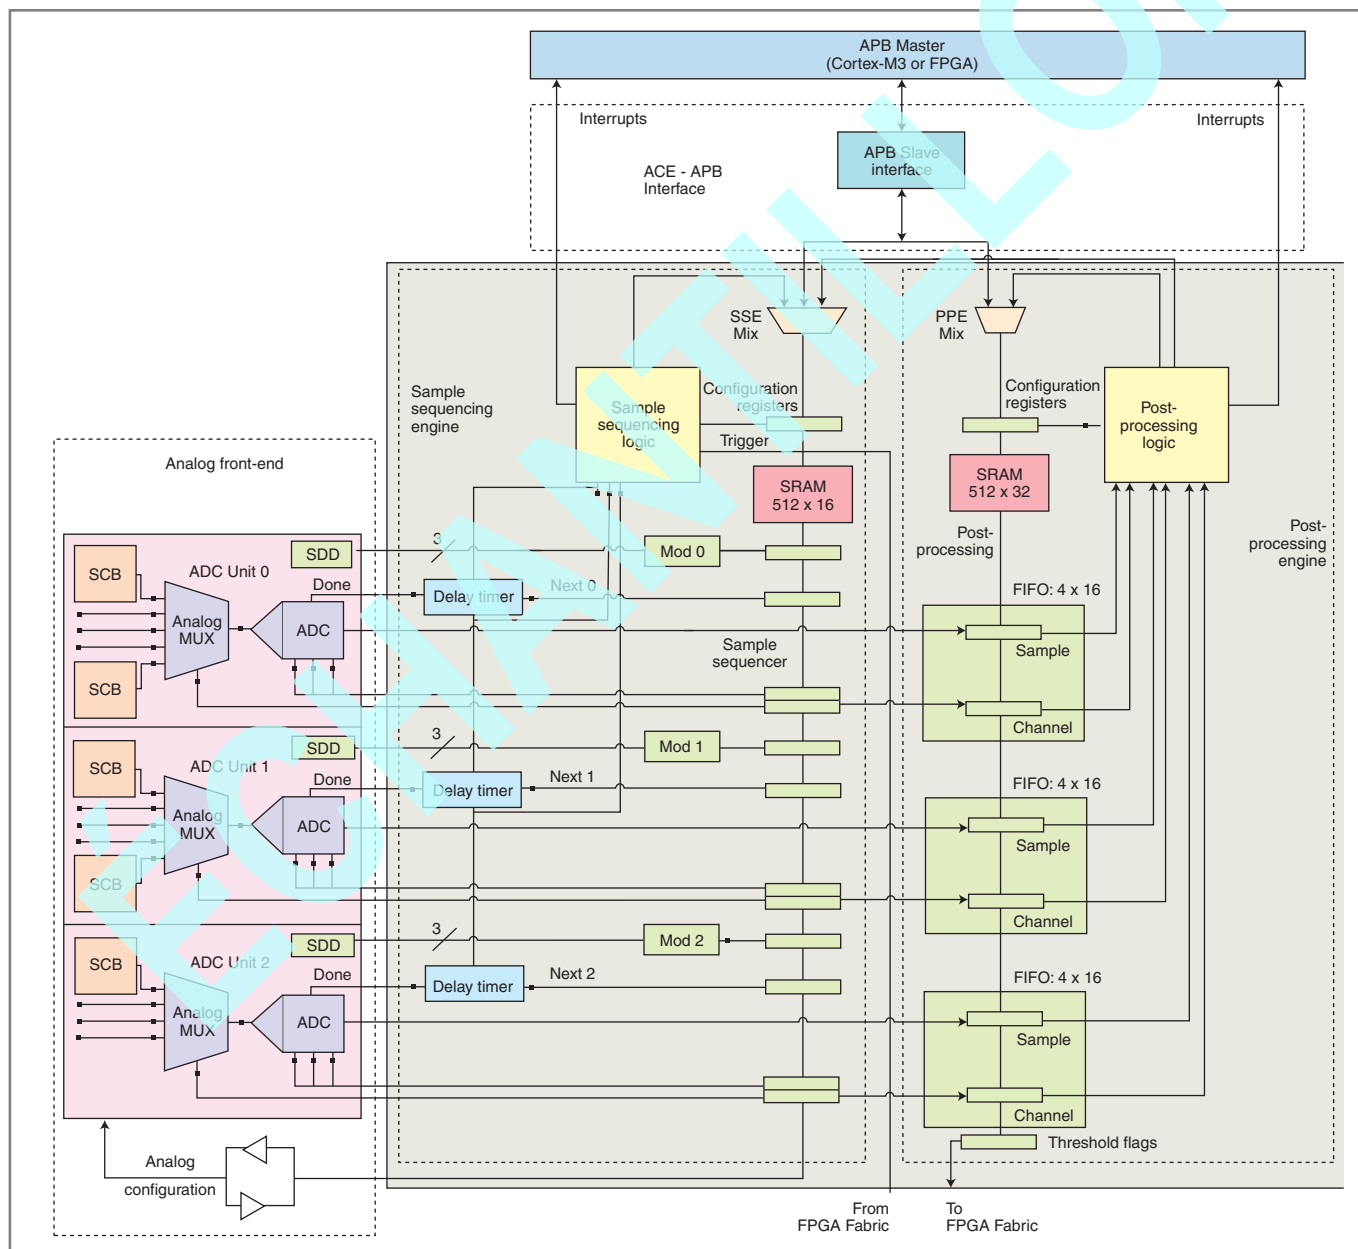 APB Master
(Cortex-M3 or FPGA)
Interrupts
Interrupts
APB Slave
interface
ACE - APB
Interface
SSE
Mix
PPE
Mix
Sample
sequencing
engine
Sample
sequencing
logic
Configuration
registers
Trigger
Configuration
registers
Post-
processing
logic
Analog front-end
SRAM
512 x 16
SRAM
512 x 32
Post-
processing
Post-
processing
engine
SCB
ADC Unit 0
SDD
3
Mod 0
Done
Delay timer
Next 0
FIFO: 4 x 16
Analog
MUX
ADC
Sample
Sample
sequencer
SCB
Channel
SCB
ADC Unit 1
SDD
3
Mod 1
Done
Delay timer
Next 1
FIFO: 4 x 16
Analog
MUX
ADC
Sample
SCB
Channel
SCB
ADC Unit 2
SDD
3
Mod 2
Done
Delay timer
Next 2
FIFO: 4 x 16
Analog
MUX
ADC
Sample
Channel
Threshold flags
Analog
configuration
From
FPGA Fabric
To
FPGA Fabric
ÉCHANTILLON